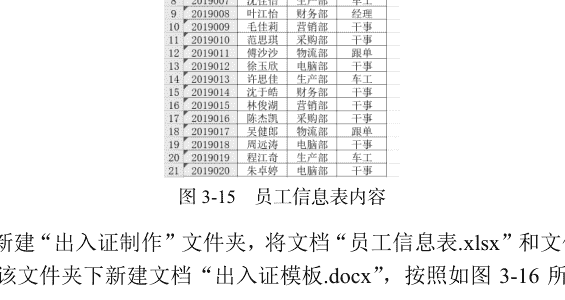 8 2019007 沈佳怡 生产部 车工
9 2019008 叶江怡 财务部 经理
10 2019009 毛佳莉 营销部 干事
11 2019010 范思琪 采购部 干事
12 2019011 傅沙沙 物流部 跟单
13 2019012 徐玉欣 电脑部 干事
14 2019013 许思佳 生产部 车工
15 2019014 沈于皓 财务部 干事
16 2019015 林俊湖 营销部 干事
17 2019016 陈杰凯 采购部 干事
18 2019017 吴健郎 物流部 跟单
19 2019018 周远涛 电脑部 干事
20 2019019 程江奇 生产部 车工
21 2019020 朱卓婷 电脑部 干事
图 3-15 员工信息表内容
新建“出入证制作”文件夹，将文档“员工信息表.xlsx”和文
该文件夹下新建文档“出入证模板.docx”，按照如图 3-16 所